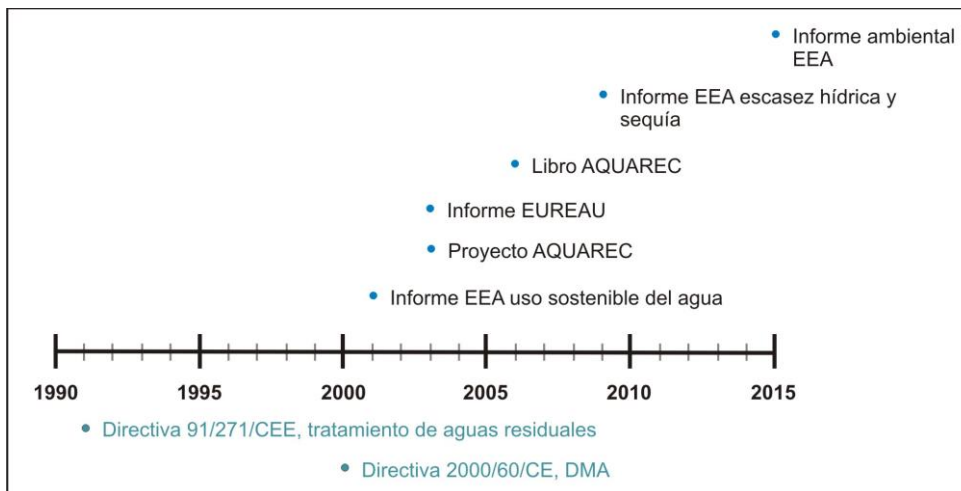 Informe ambiental
EEA
Informe EEA escasez hídrica y
sequía
Libro AQUAREC
Informe EUREAU
Proyecto AQUAREC
Informe EEA uso sostenible del agua
1990 1995 2000 2005 2010 2015
Directiva 91/271/CEE, tratamiento de aguas residuales
Directiva 2000/60/CE, DMA